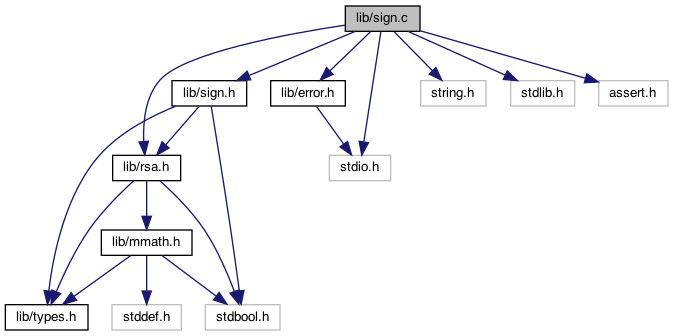 lib/sign.c
lib/sign.h
lib/error.h
string.h
stdlib.h
assert.h
lib/rsa.h
stdio.h
lib/mmath.h
lib/types.h
stddef.h
stdbool.h